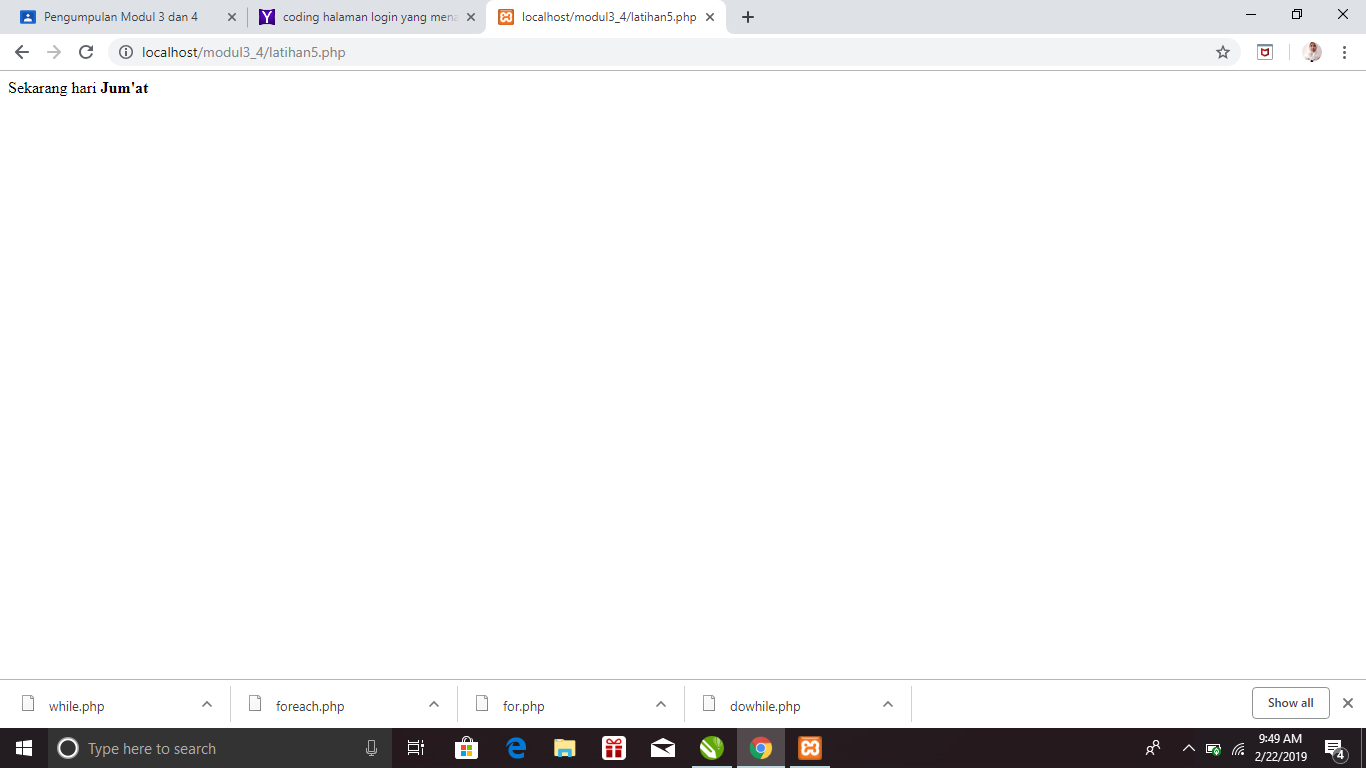 Pengumpulan Modul 3 dan 4
coding halaman login yang mena
localhost/modul3_4/latihan5.php
localhost/modul3_4/latihan5.php
Sekarang hari Jum'at
while.php
foreach.php
for.php
dowhile.php
Show all
Type here to search
9:49 AM
2/22/2019
4